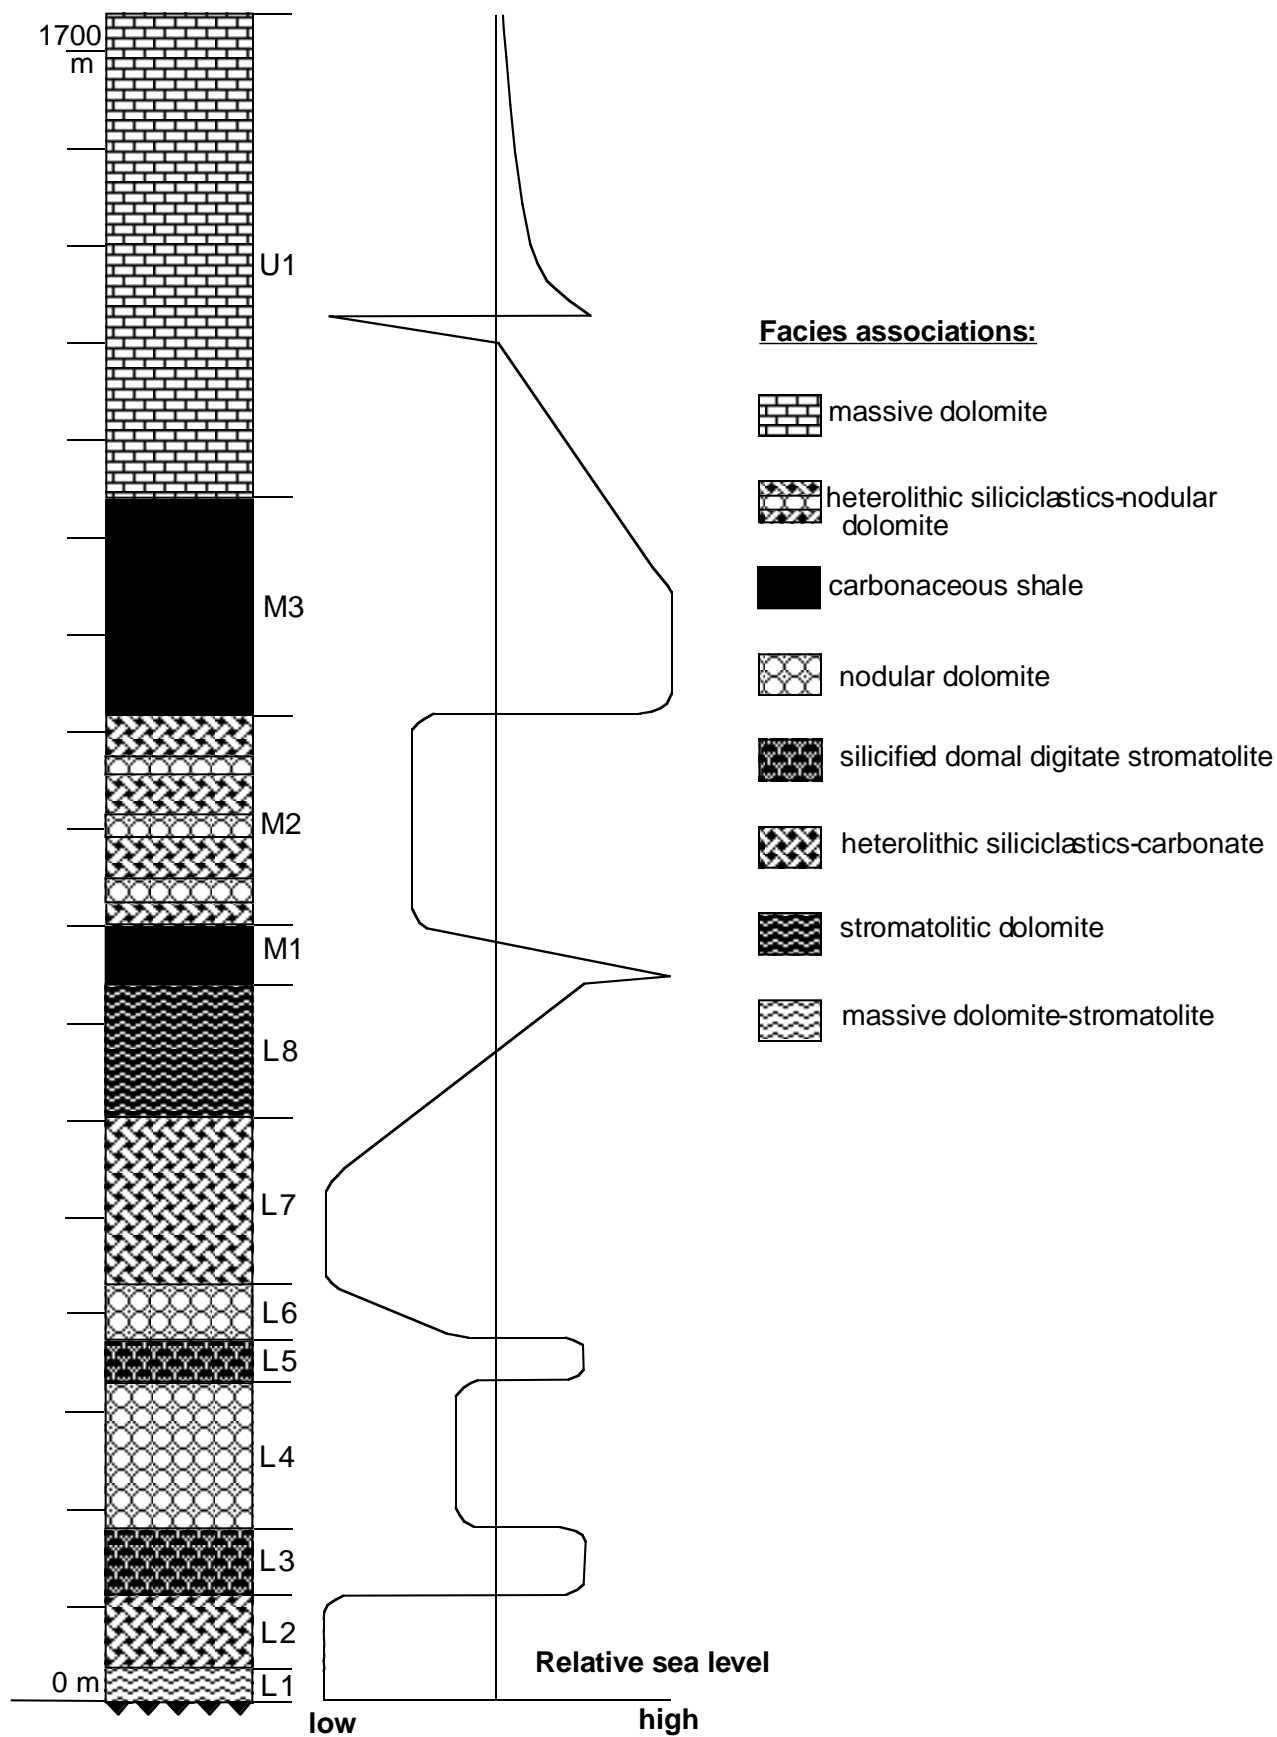 1700
m
U1
M3
M2
M1
L8
L7
L6
L5
L4
L3
L2
L1
0 m
Relative sea level
low
high
Facies associations:
massive dolomite
heterolithic siliciclastics-nodular
dolomite
carbonaceous shale
nodular dolomite
silicified domal digitate stromatolite
heterolithic siliciclastics-carbonate
stromatolitic dolomite
massive dolomite-stromatolite